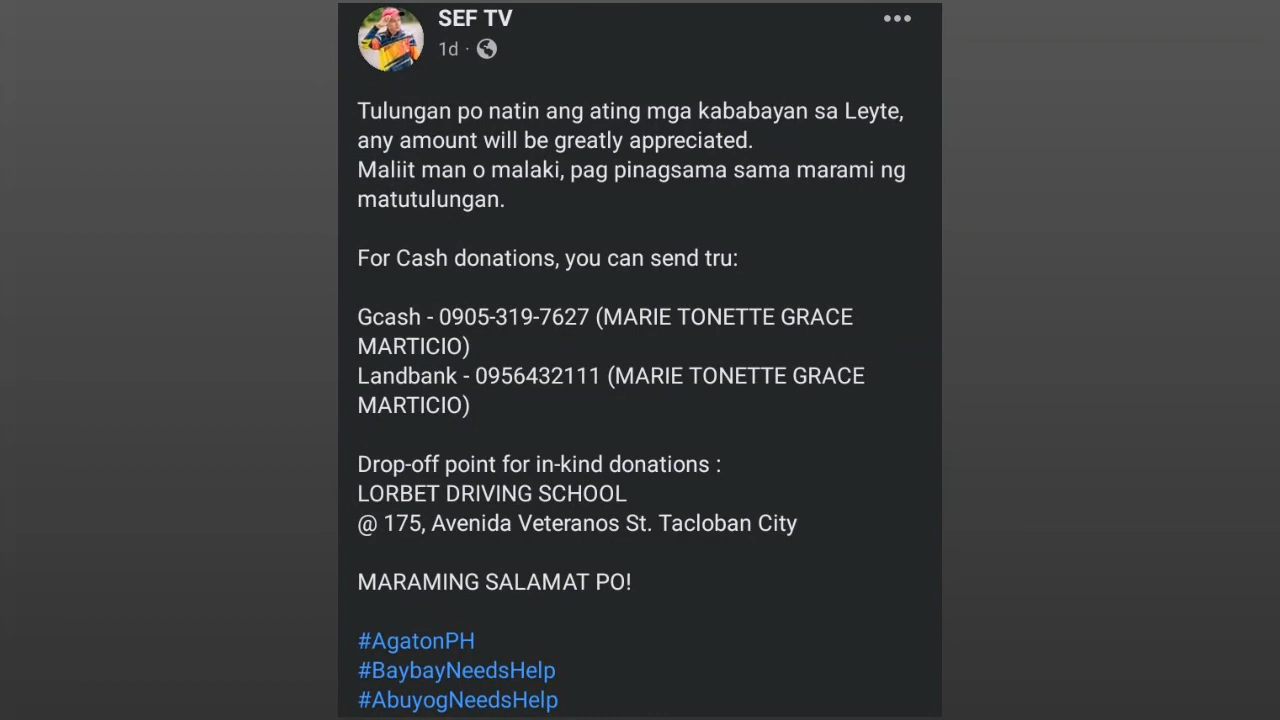 SEF TV
1d ·
Tulungan po natin ang ating mga kababayan sa Leyte,
any amount will be greatly appreciated.
Maliit man o malaki, pag pinagsama sama marami ng
matutulungan.
For Cash donations, you can send tru:
Gcash - 0905-319-7627 (MARIE TONETTE GRACE
MARTICIO)
Landbank - 0956432111 (MARIE TONETTE GRACE
MARTICIO)
Drop-off point for in-kind donations :
LORBET DRIVING SCHOOL
@ 175, Avenida Veteranos St. Tacloban City
MARAMING SALAMAT PO!
#AgatonPH
#BaybayNeedsHelp
#AbuyogNeedsHelp